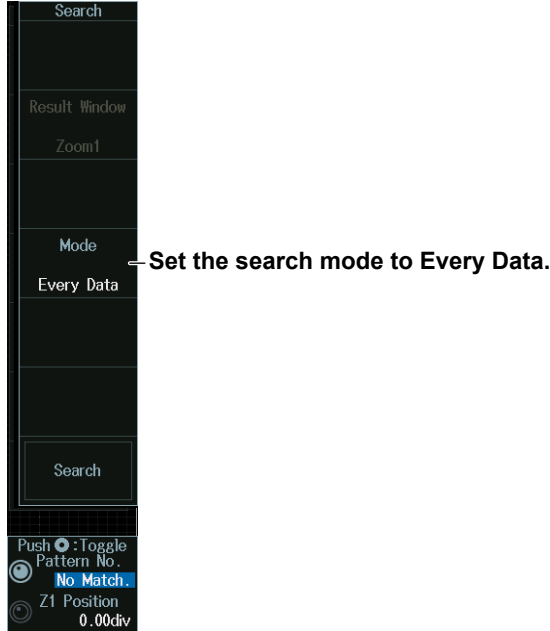 Search
Result Window
Zoom1
Mode
Every Data
Set the search mode to Every Data.
Search
Push :Toggle
Pattern No.
No Match.
Z1 Position
0.00div